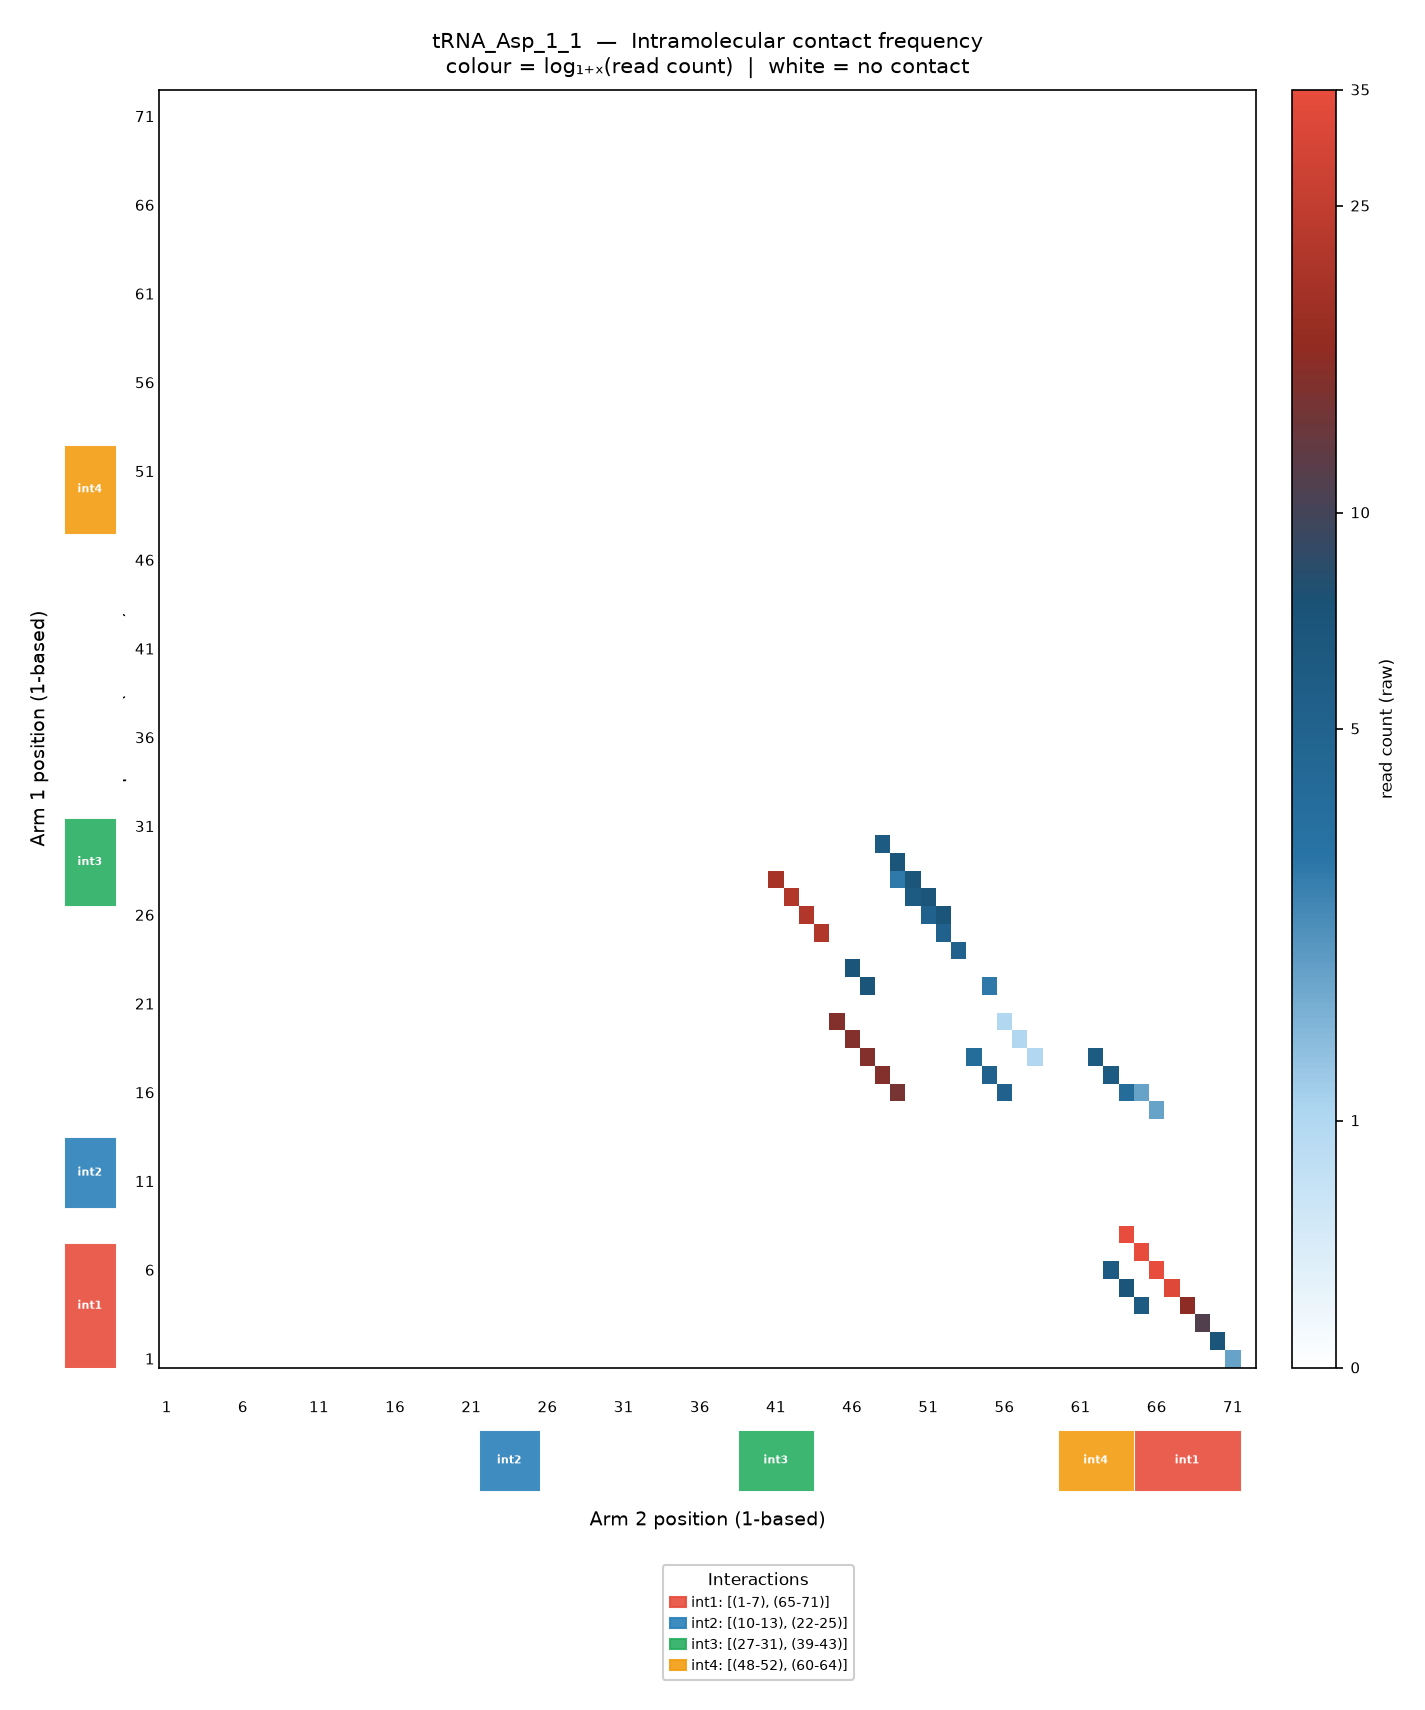 tRNA_Asp_1_1 — Intramolecular contact frequency
colour = log₁₊ₓ(read count) | white = no contact
71
66
61
56
51
46
41
36
31
26
21
16
11
6
1
int4
int3
int2
int1
Arm 1 position (1-based)
1 6 11 16 21 26 31 36 41 46 51 56 61 66 71
int2 int3 int4 int1
Arm 2 position (1-based)
35
25
10
5
1
0
read count (raw)
Interactions
int1: [(1-7), (65-71)]
int2: [(10-13), (22-25)]
int3: [(27-31), (39-43)]
int4: [(48-52), (60-64)]